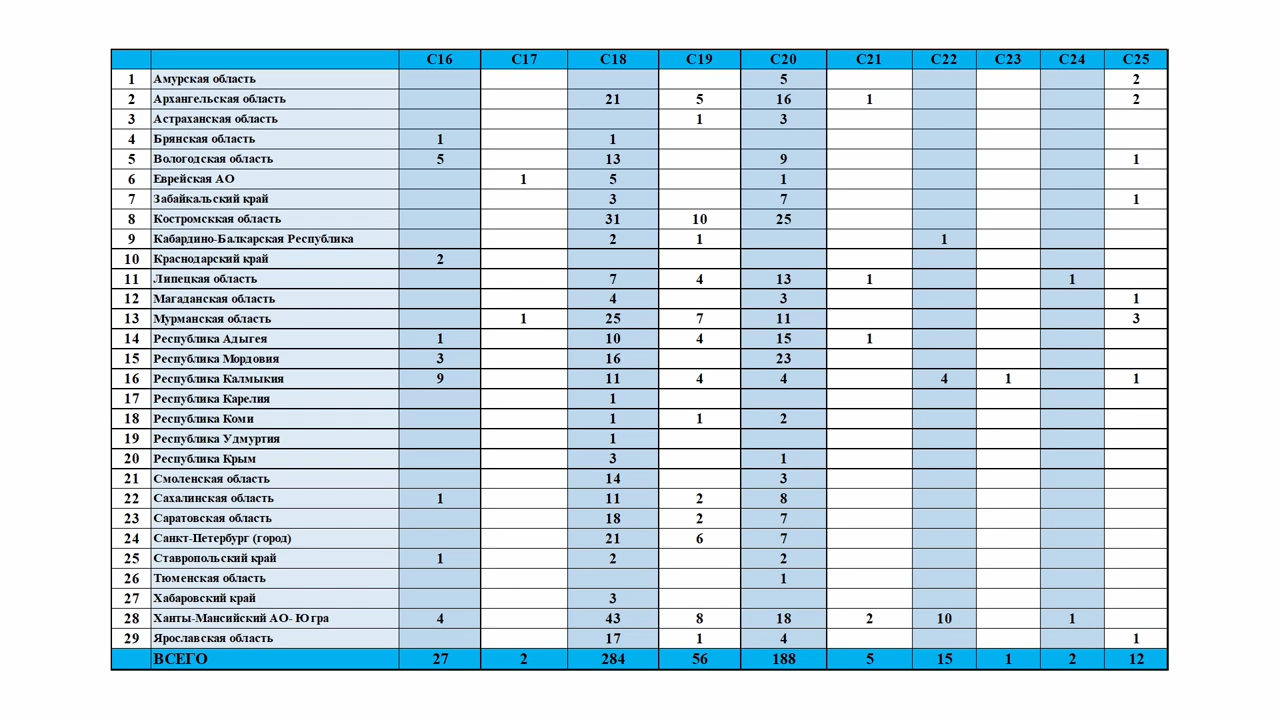 C16 C17 C18 C19 C20 C21 C22 C23 C24 C25
1 Амурская область 5 2
2 Архангельская область 21 5 16 1 2
3 Астраханская область 1 3
4 Брянская область 1 1
5 Вологодская область 5 13 9 1
6 Еврейская АО 1 5 1
7 Забайкальский край 3 7 1
8 Костромсккая область 31 10 25
9 Кабардино-Балкарская Республика 2 1 1
10 Краснодарский край 2
11 Липецкая область 7 4 13 1 1
12 Магаданская область 4 3 1
13 Мурманская область 1 25 7 11 3
14 Республика Адыгея 1 10 4 15 1
15 Республика Мордовия 3 16 23
16 Республика Калмыкия 9 11 4 4 4 1 1
17 Республика Карелия 1
18 Республика Коми 1 1 2
19 Республика Удмуртия 1
20 Республика Крым 3 1
21 Смоленская область 14 3
22 Сахалинская область 1 11 2 8
23 Саратовская область 18 2 7
24 Санкт-Петербург (город) 21 6 7
25 Ставропольский край 1 2 2
26 Тюменская область 1
27 Хабаровский край 3
28 Ханты-Мансийский АО- Югра 4 43 8 18 2 10 1
29 Ярославская область 17 1 4 1
ВСЕГО 27 2 284 56 188 5 15 1 2 12